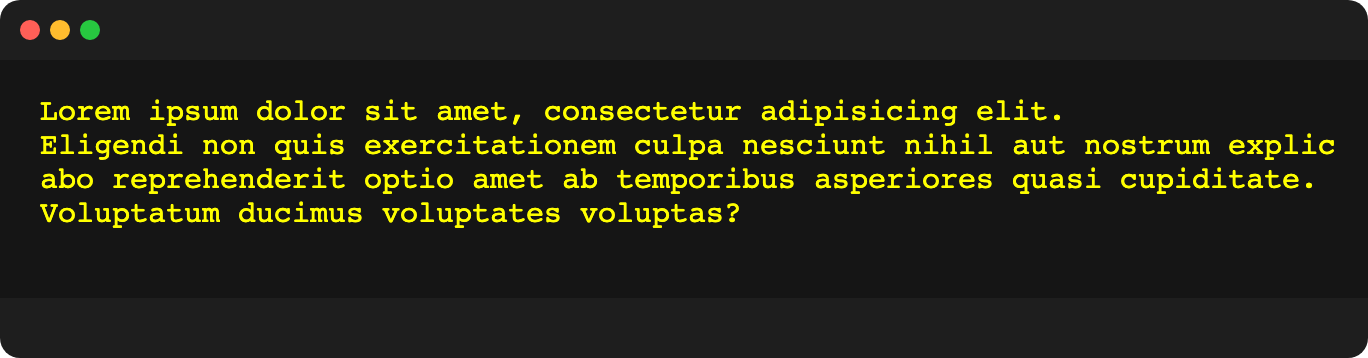 Lorem ipsum dolor sit amet, consectetur adipisicing elit.
Eligendi non quis exercitationem culpa nesciunt nihil aut nostrum explic
abo reprehenderit optio amet ab temporibus asperiores quasi cupiditate.
Voluptatum ducimus voluptates voluptas?